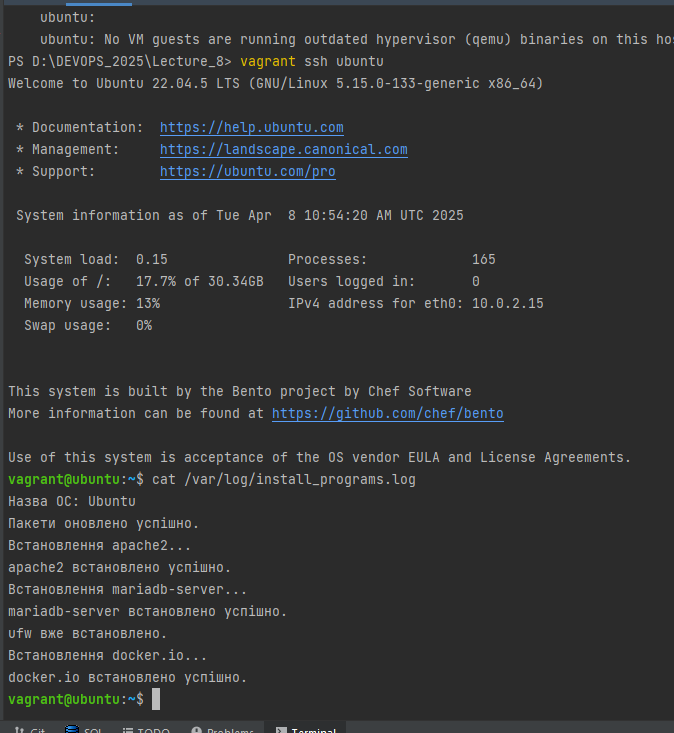 ubuntu:
ubuntu: No VM guests are running outdated hypervisor (qemu) binaries on this
PS D:\DEVOPS_2025\Lecture_8> vagrant ssh ubuntu
Welcome to Ubuntu 22.04.5 LTS (GNU/Linux 5.15.0-133-generic x86_64)
* Documentation:  https://help.ubuntu.com
* Management:     https://landscape.canonical.com
* Support:        https://ubuntu.com/pro
System information as of Tue Apr  8 10:54:20 AM UTC 2025
System load:  0.15               Processes:             165
Usage of /:   17.7% of 30.34GB   Users logged in:       0
Memory usage: 13%                IPv4 address for eth0: 10.0.2.15
Swap usage:   0%
This system is built by the Bento project by Chef Software
More information can be found at https://github.com/chef/bento
Use of this system is acceptance of the OS vendor EULA and License Agreements.
vagrant@ubuntu:~$ cat /var/log/install_programs.log
Назва ОС: Ubuntu
Пакети оновлено успішно.
Встановлення apache2...
apache2 встановлено успішно.
Встановлення mariadb-server...
mariadb-server встановлено успішно.
ufw вже встановлено.
Встановлення docker.io...
docker.io встановлено успішно.
vagrant@ubuntu:~$
Git SQL TODO Problems Terminal